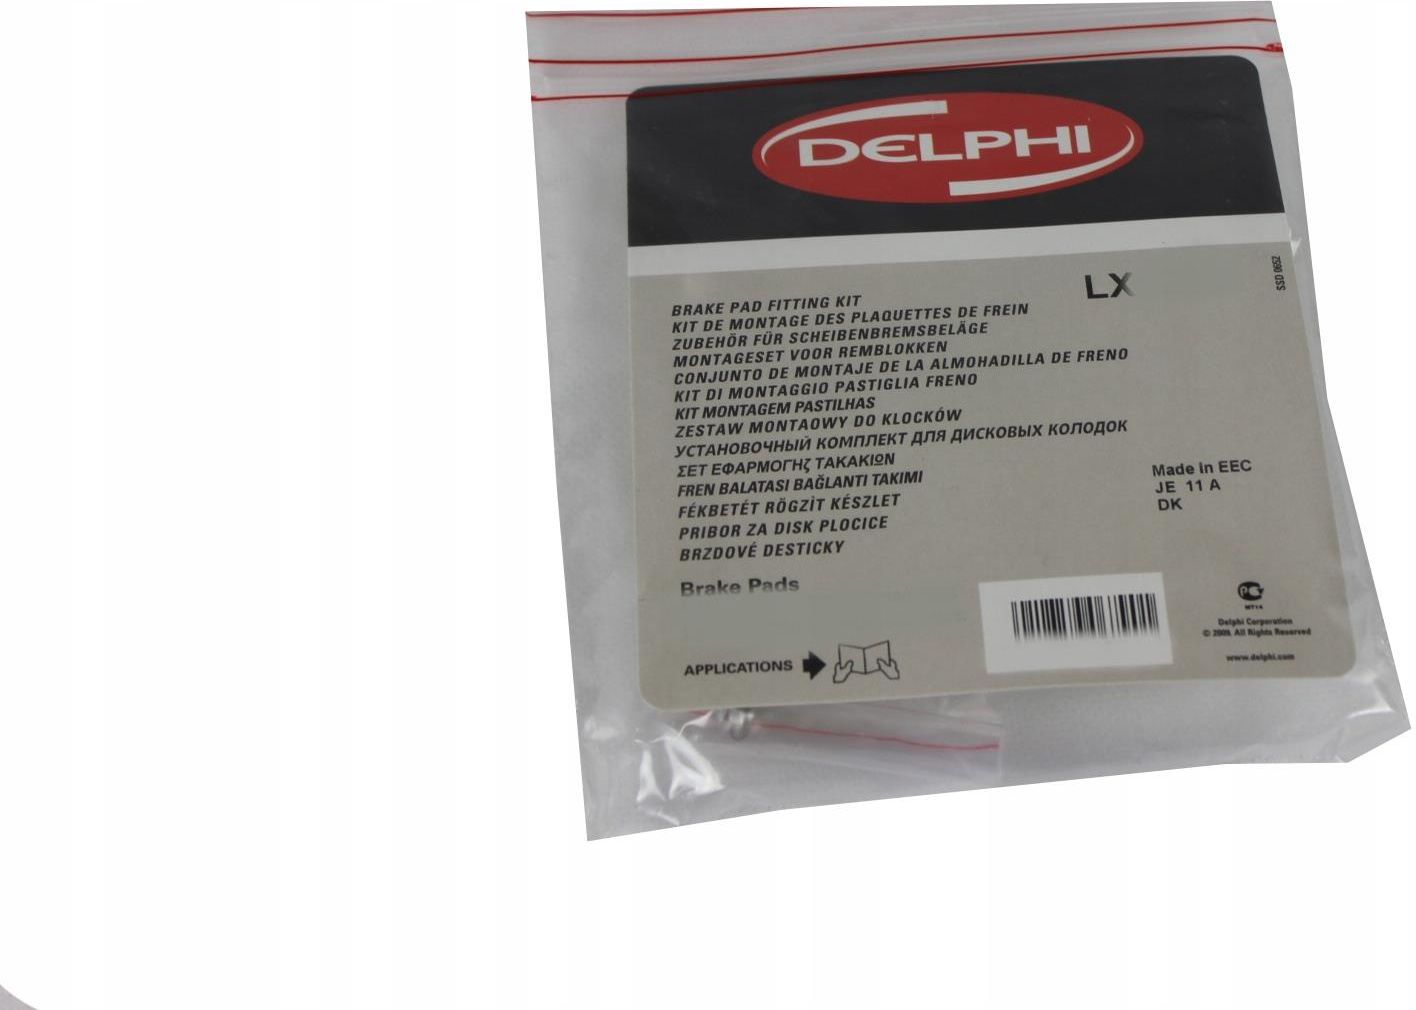 DELPHI
LX
SSD 0652
BRAKE PAD FITTING KIT
KIT DE MONTAGE DES PLAQUETTES DE FREIN
ZUBEHÖR FÜR SCHEIBENBREMSBELÄGE
MONTAGESET VOOR REMBLOKKEN
CONJUNTO DE MONTAJE DE LA ALMOHADILLA DE FRENO
KIT DI MONTAGGIO PASTIGLIA FRENO
KIT MONTAGEM PASTILHAS
ZESTAW MONTAOWY DO KLOCKÓW
УСТАНОВОЧНЫЙ КОМПЛЕКТ ДЛЯ ДИСКОВЫХ КОЛОДОК
ΣΕΤ ΕΦΑΡΜΟΓΗς ΤΑΚΑΚΙΩΝ
FREN BALATASI BAĞLANTI TAKIMI
FÉKBETÉT RÖGZÌT KÉSZLET
PRIBOR ZA DISK PLOCICE
BRZDOVÉ DESTICKY
Made in EEC
JE 11 A
DK
Brake Pads
APPLICATIONS
MT14
Delphi Corporation
© 2009. All Rights Reserved
www.delphi.com